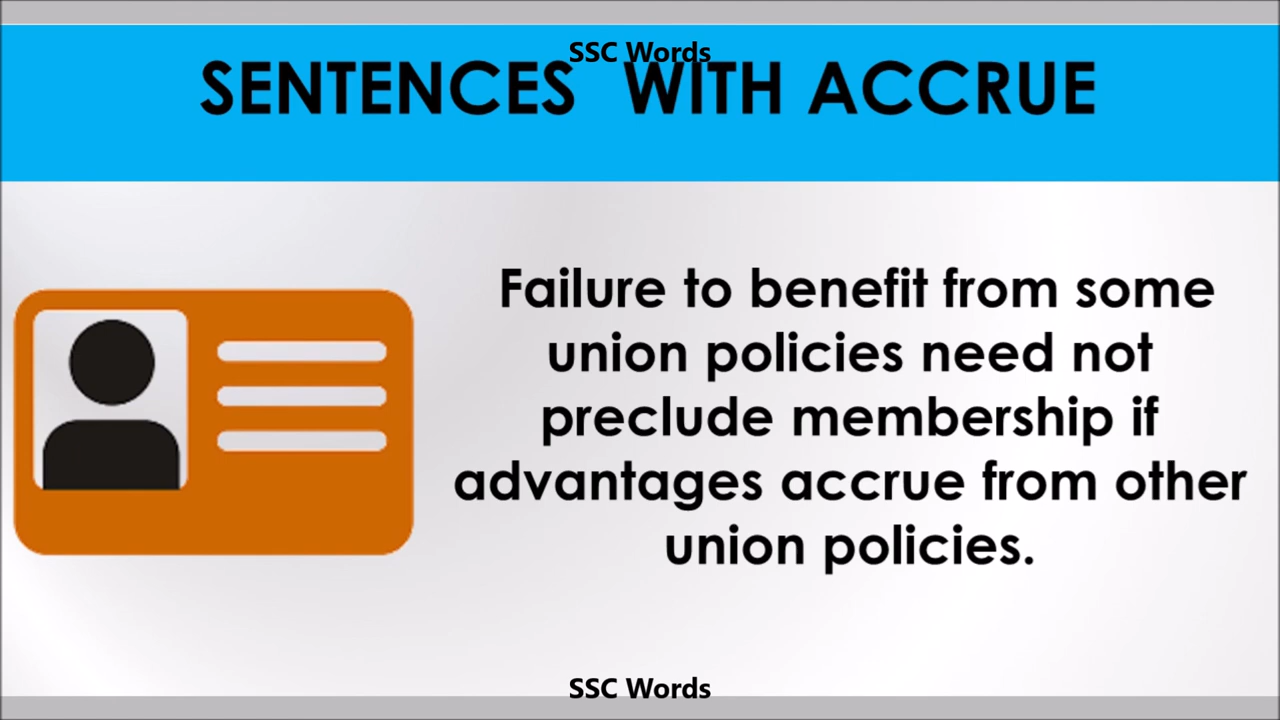 SSC Words
SENTENCES WITH ACCRUE
Failure to benefit from some
union policies need not
preclude membership if
advantages accrue from other
union policies.
SSC Words